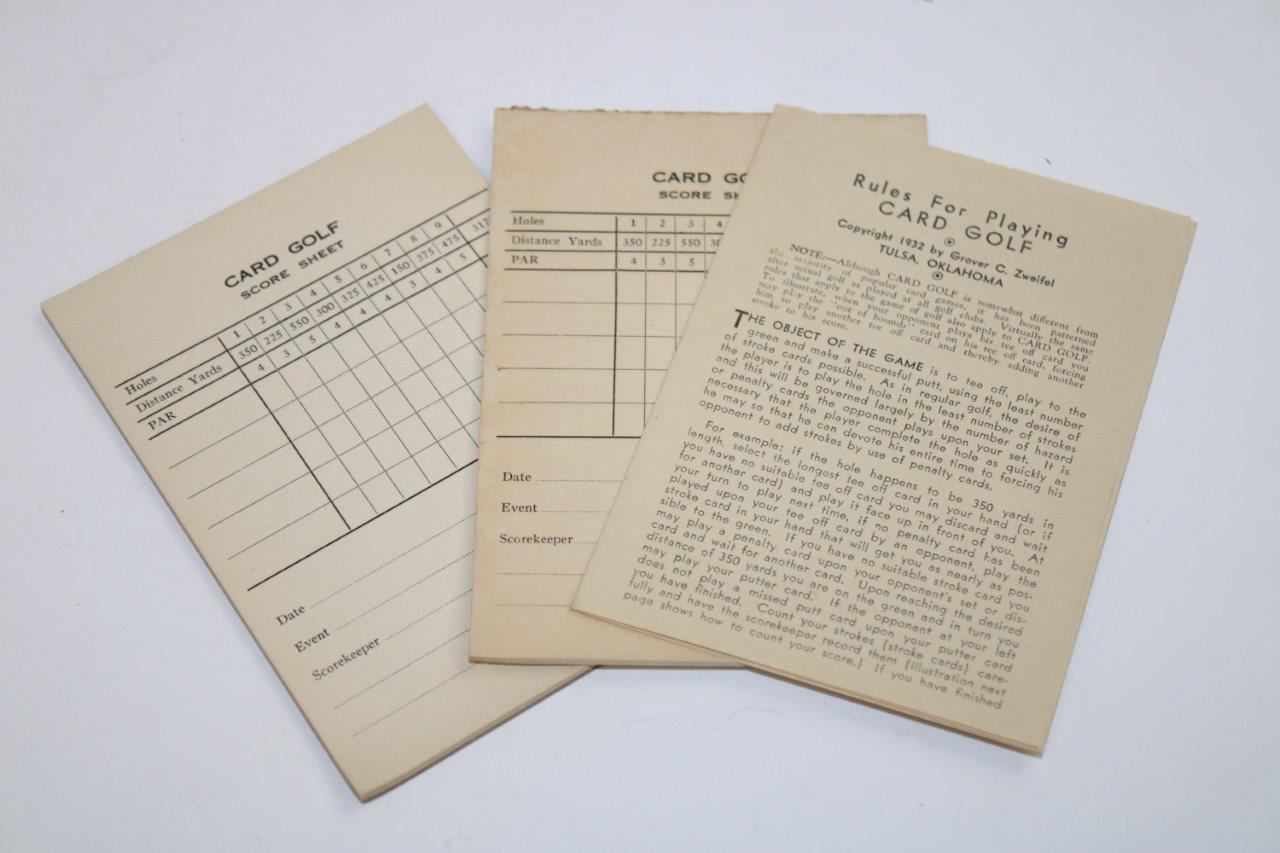 CARD GOLF
SCORE SHEET
Holes 1 2 3 4 5 6 7 8 9
Distance Yards 350 225 550 300 325 425 150 375 475 317
PAR 4 3 5 4 4 4 3 4 5
Date
Event
Scorekeeper
CARD GO
SCORE SH
Holes 1 2 3 4
Distance Yards 350 225 550 30
PAR 4 3 5
Date
Event
Scorekeeper
Rules For Playing
CARD GOLF
Copyright 1932 by Grover C. Zweifel
TULSA, OKLAHOMA
NOTE:—Although CARD GOLF is somewhat different from
the majority of popular card games, it has been patterned
after actual golf as played at all golf clubs. Virtually the same
rules that apply to the game of golf also apply to CARD GOLF.
To illustrate, when your opponent plays his tee off card you
may play the "out of bounds" card on his tee off card, forcing
him to play another tee off card and thereby adding another
stroke to his score.
THE OBJECT OF THE GAME is to tee off, play to the
green and make a successful putt, using the least number
of stroke cards possible. As in regular golf, the desire of
the player is to play the hole in the least number of strokes
and this will be governed largely by the number of hazard
or penalty cards the opponent plays upon your set. It is
necessary that the player complete the hole as quickly as
he may so that he can devote his entire time to forcing his
opponent to add strokes by use of penalty cards.
For example; if the hole happens to be 350 yards in
length, select the longest tee off card in your hand (or if
you have no suitable tee off card you may discard and wait
for another card) and play it face up in front of you. At
your turn to play next time, if no penalty card has been
played upon your tee off card by an opponent, play the
stroke card in your hand that will get you as nearly as pos-
sible to the green. If you have no suitable stroke card you
may play a penalty card upon your opponent's set or dis-
card and wait for another card. Upon reaching the desired
distance of 350 yards you are on the green and in turn you
may play your putter card. If the opponent at your left
does not play a missed putt card upon your putter card
you have finished. Count your strokes (stroke cards) care-
fully and have the scorekeeper record them (illustration next
page shows how to count your score.) If you have finished